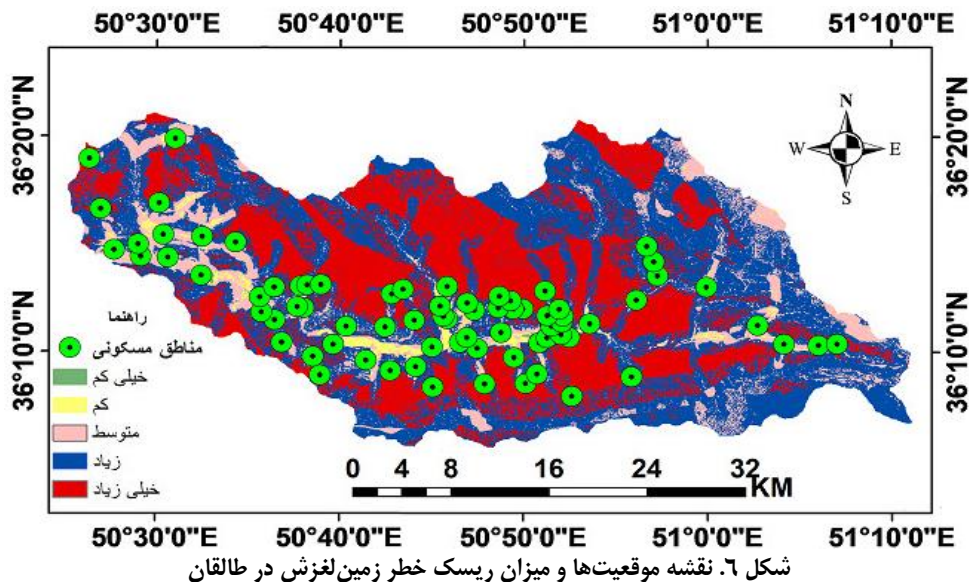 50°30'0"E 50°40'0"E 50°50'0"E 51°0'0"E 51°10'0"E
36°20'0"N
36°20'0"N
N
W E
S
36°10'0"N
36°10'0"N
راهنما
مناطق مسکونی
خیلی کم
کم
متوسط
زیاد
خیلی زیاد
0 4 8 16 24 32
KM
50°30'0"E 50°40'0"E 50°50'0"E 51°0'0"E 51°10'0"E
شکل ٦. نقشه موقعیت‌ها و میزان ریسک خطر زمین‌لغزش در طالقان